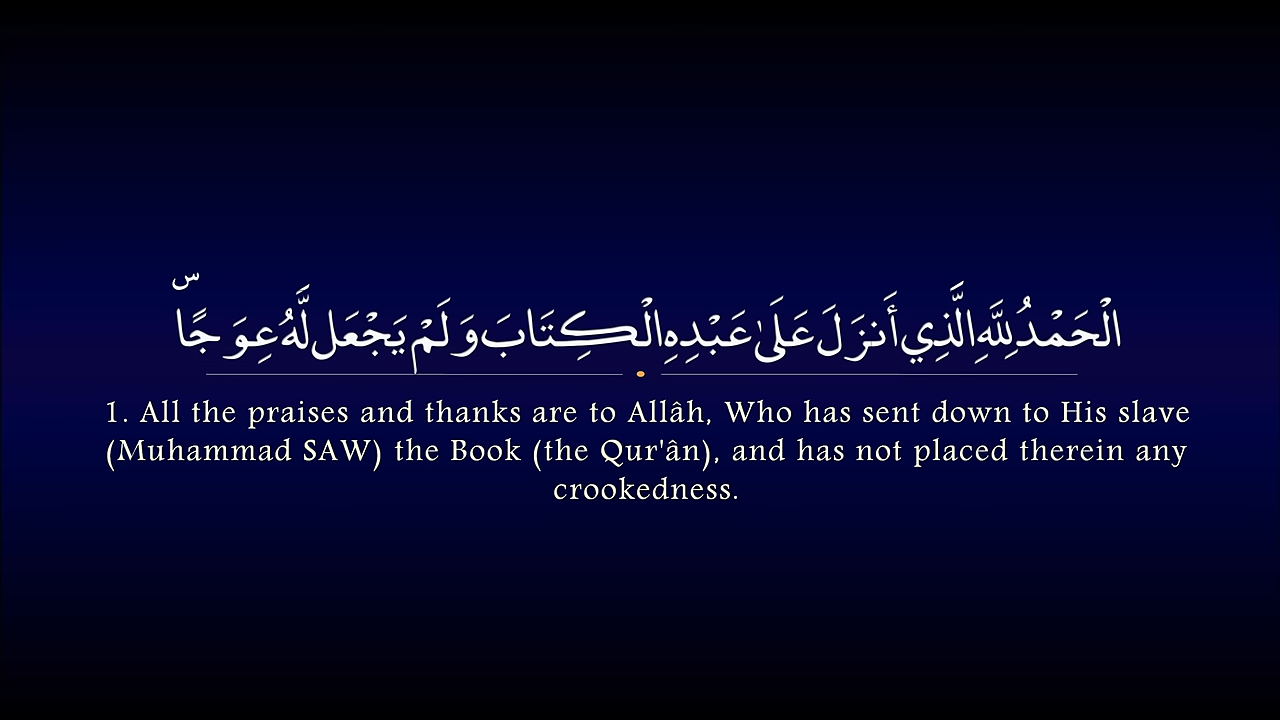 الْحَمْدُ لِلَّهِ الَّذِي أَنزَلَ عَلَىٰ عَبْدِهِ الْكِتَابَ وَلَمْ يَجْعَل لَّهُ عِوَجًا ۜ
1. All the praises and thanks are to Allâh, Who has sent down to His slave
(Muhammad SAW) the Book (the Qur'ân), and has not placed therein any
crookedness.